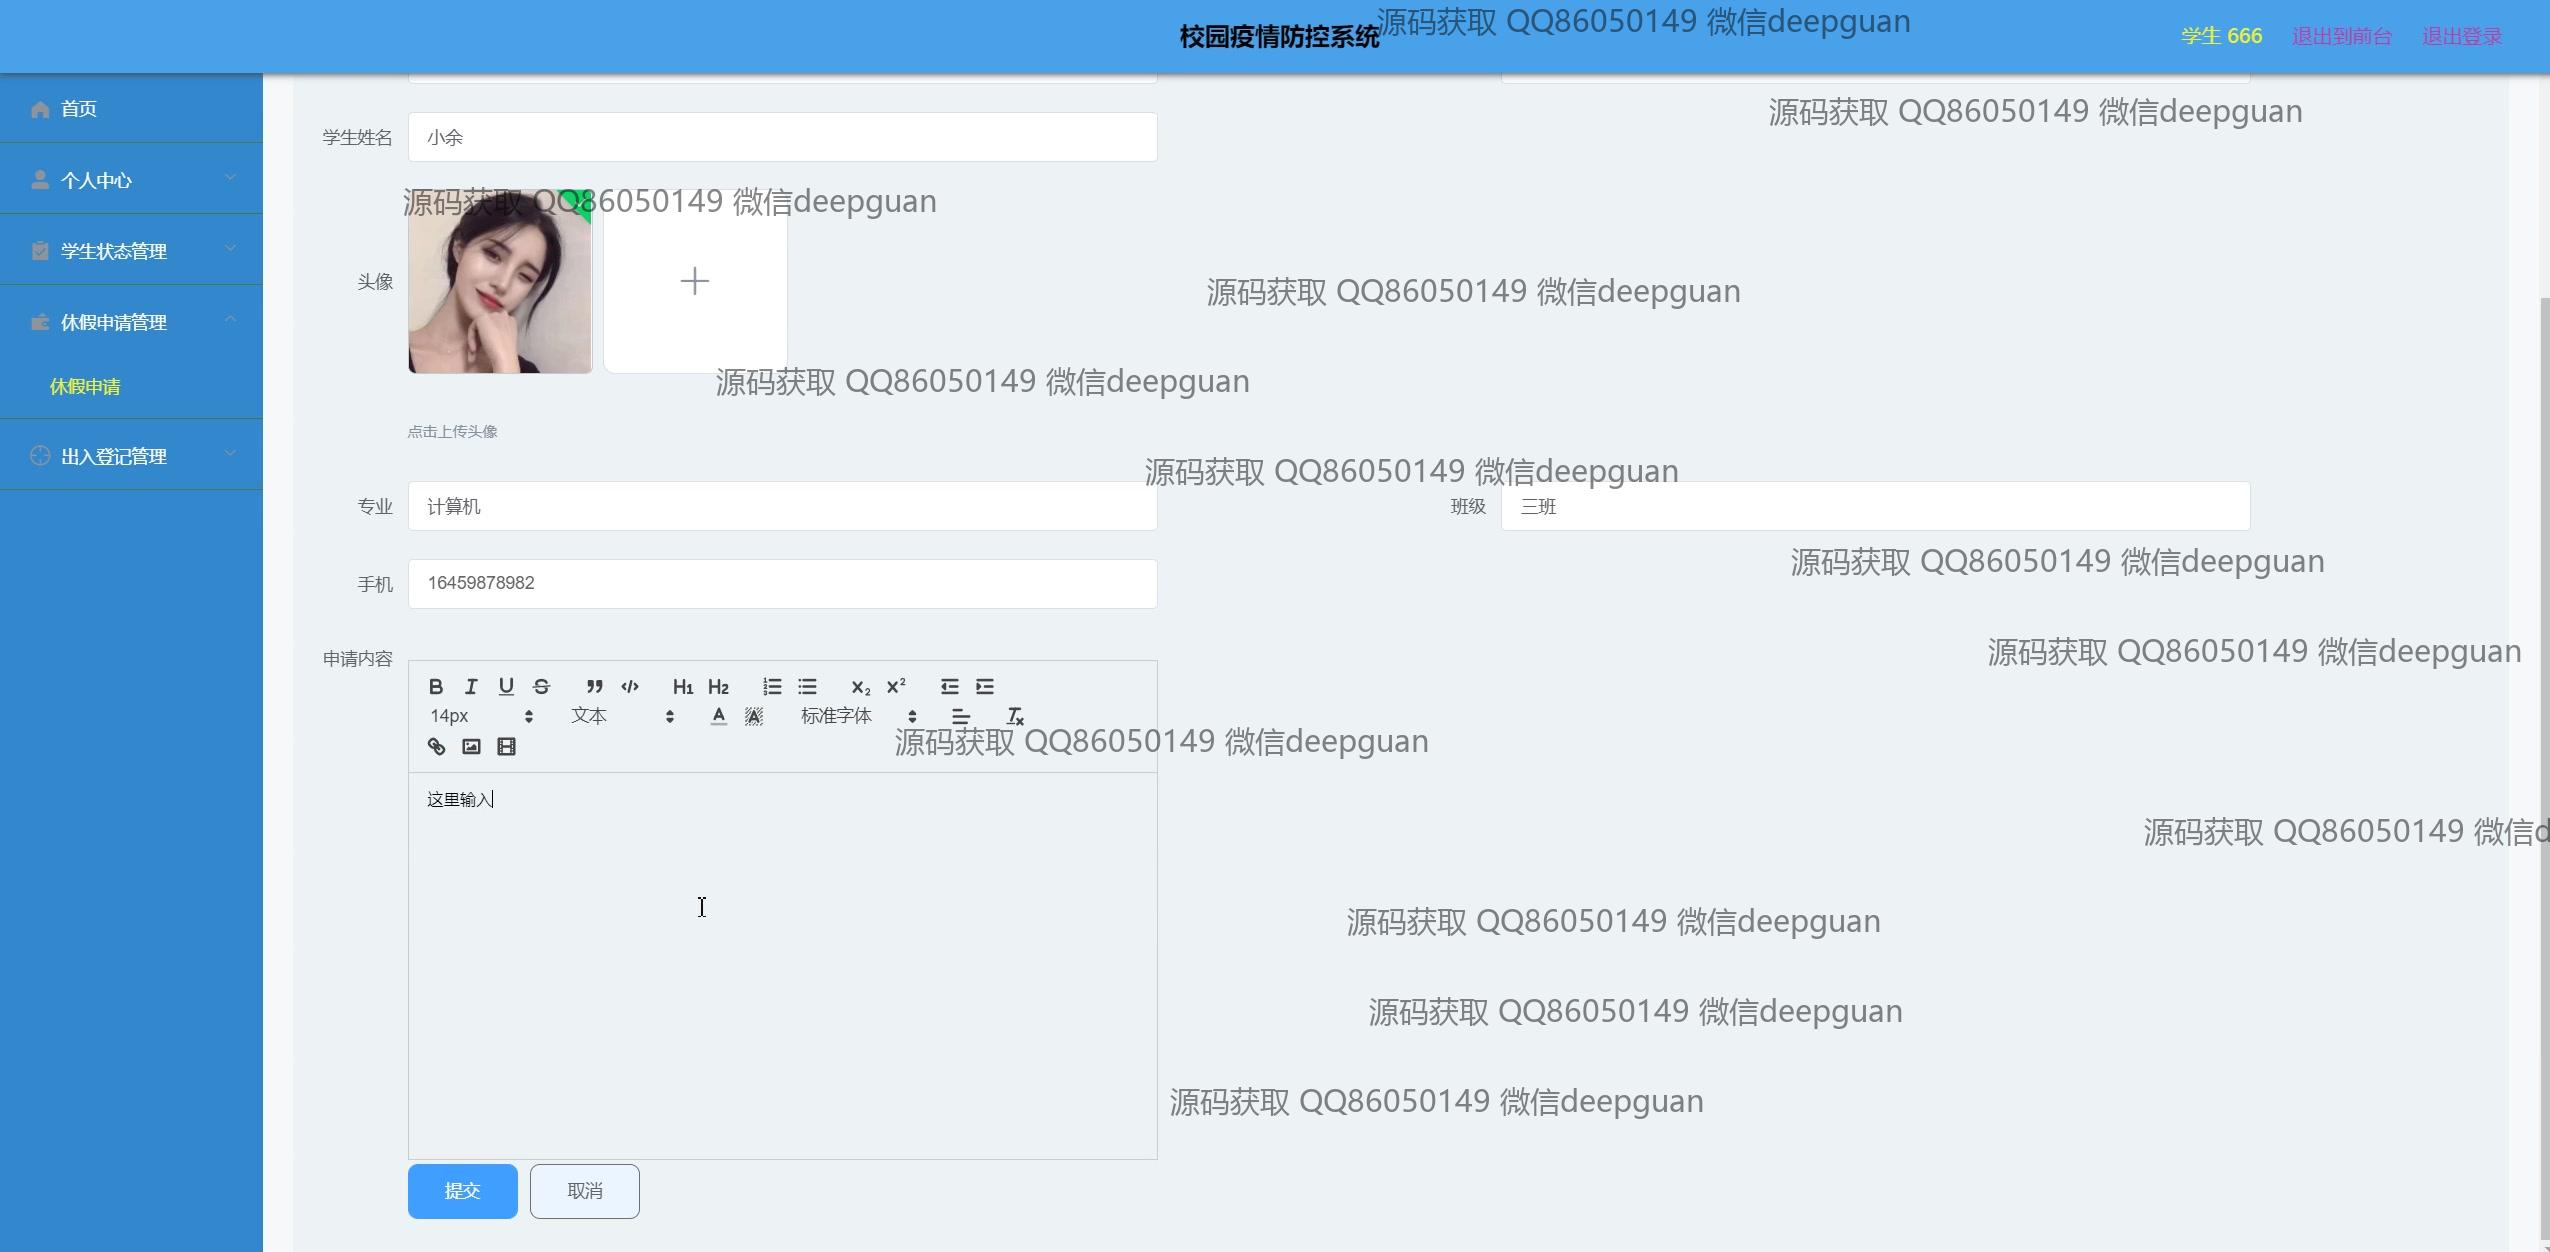 校园疫情防控系统
源码获取 QQ86050149 微信deepguan
学生 666
退出到前台
退出登录
首页
个人中心
学生状态管理
休假申请管理
休假申请
出入登记管理
源码获取 QQ86050149 微信deepguan
学生姓名
小余
源码获取 QQ86050149 微信deepguan
头像
源码获取 QQ86050149 微信deepguan
源码获取 QQ86050149 微信deepguan
点击上传头像
源码获取 QQ86050149 微信deepguan
专业
计算机
班级
三班
源码获取 QQ86050149 微信deepguan
手机
16459878982
源码获取 QQ86050149 微信deepguan
申请内容
B I U S H1 H2 X2 X2
14px 文本 A A 标准字体 Tx
源码获取 QQ86050149 微信deepguan
这里输入
源码获取 QQ86050149 微信d
源码获取 QQ86050149 微信deepguan
源码获取 QQ86050149 微信deepguan
源码获取 QQ86050149 微信deepguan
提交
取消